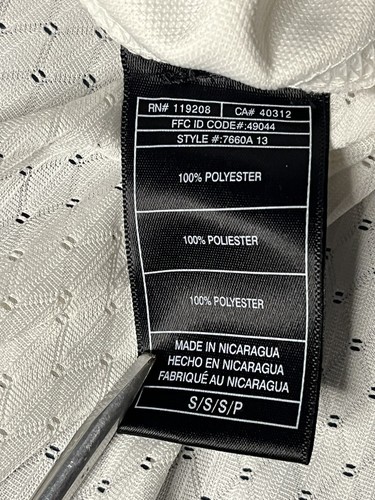 RN# 119208 CA# 40312
FFC ID CODE#:49044
STYLE #:7660A 13
100% POLYESTER
100% POLIESTER
100% POLYESTER
MADE IN NICARAGUA
HECHO EN NICARAGUA
FABRIQUÉ AU NICARAGUA
S/S/S/P